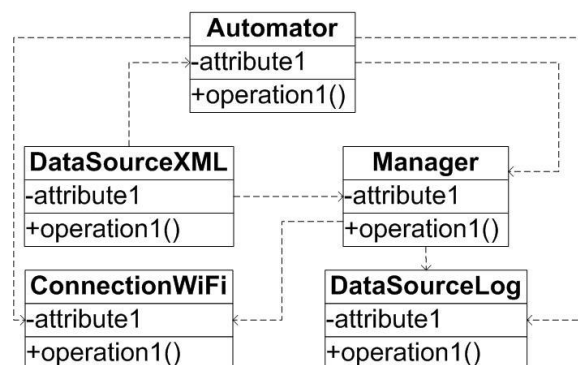 Automator
-attribute1
+operation1()
DataSourceXML
-attribute1
+operation1()
Manager
-attribute1
+operation1()
ConnectionWiFi
-attribute1
+operation1()
DataSourceLog
-attribute1
+operation1()